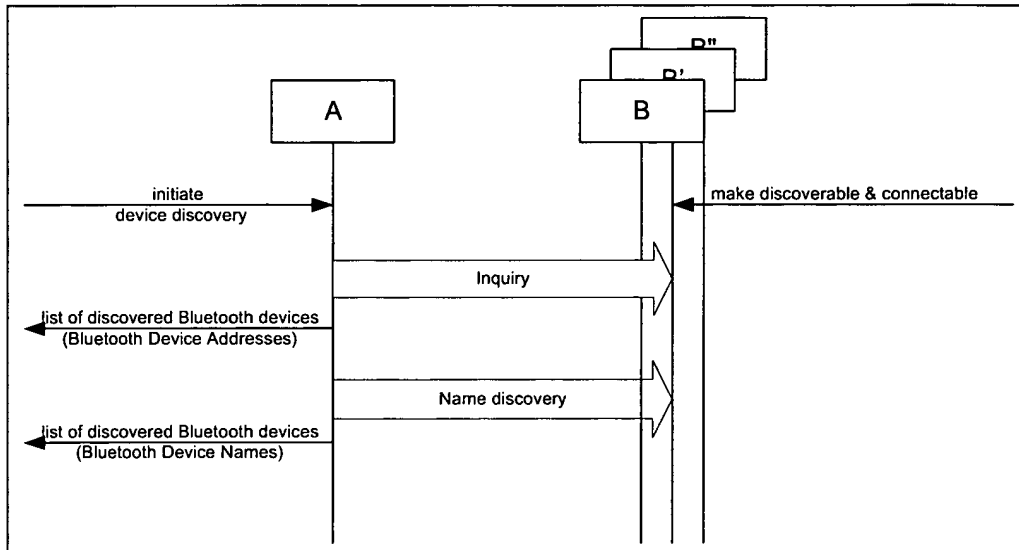 B"
B'
A
B
initiate
device discovery
make discoverable & connectable
Inquiry
list of discovered Bluetooth devices
(Bluetooth Device Addresses)
Name discovery
list of discovered Bluetooth devices
(Bluetooth Device Names)